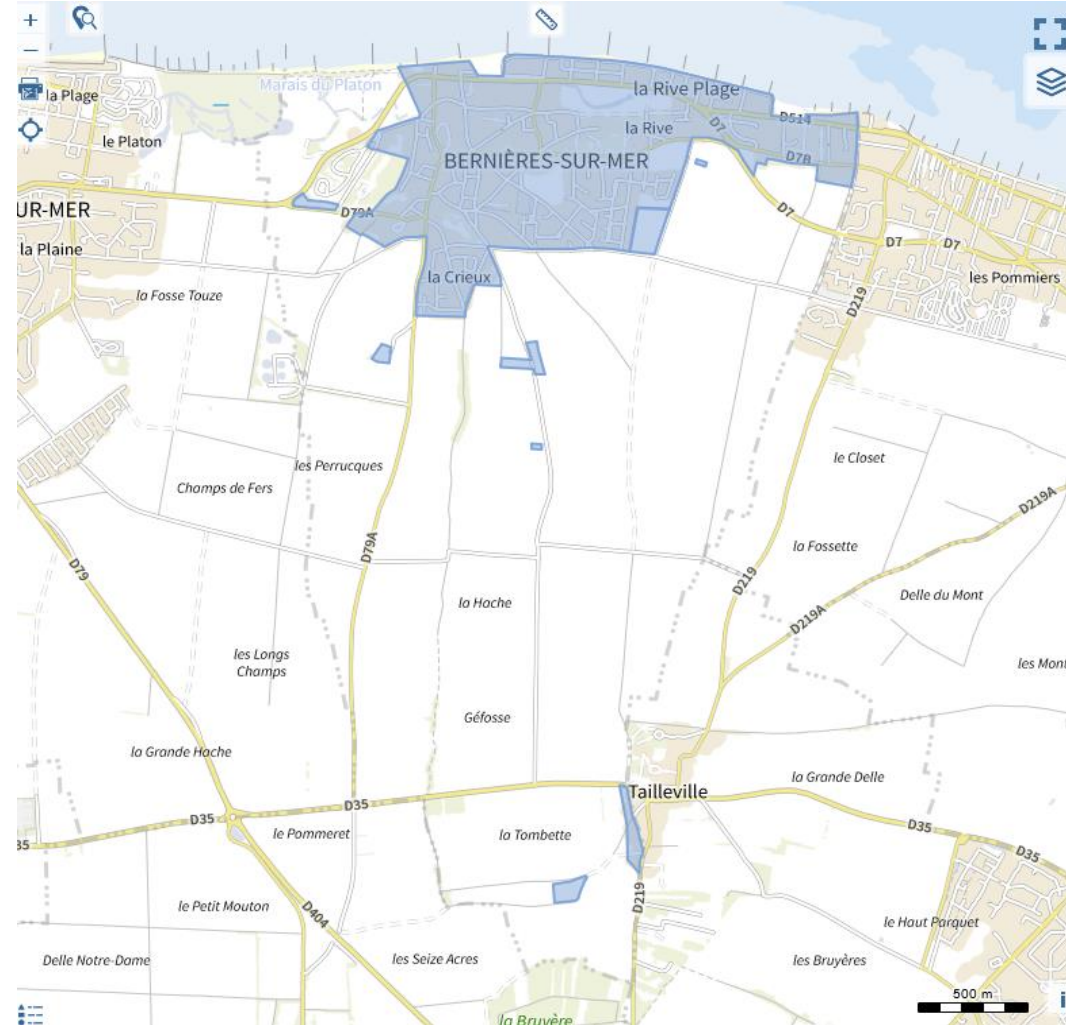 +
−
Marais du Platon
la Plage
la Rive Plage
D514
D7
la Rive
le Platon
BERNIÈRES-SUR-MER
D7B
UR-MER
D79A
D7
D7
D7
la Plaine
la Crieux
les Pommiers
la Fosse Touze
D219
le Closet
les Perrucques
Champs de Fers
D219A
D79A
la Fossette
D79
D219
Delle du Mont
la Hache
D219A
les Longs
Champs
les Mont
Géfosse
la Grande Hache
la Grande Delle
Tailleville
D35
D35
D35
le Pommeret
la Tombette
35
D35
D219
le Petit Mouton
D404
le Haut Parquet
Delle Notre-Dame
les Seize Acres
les Bruyères
500 m
i
la Bruyère